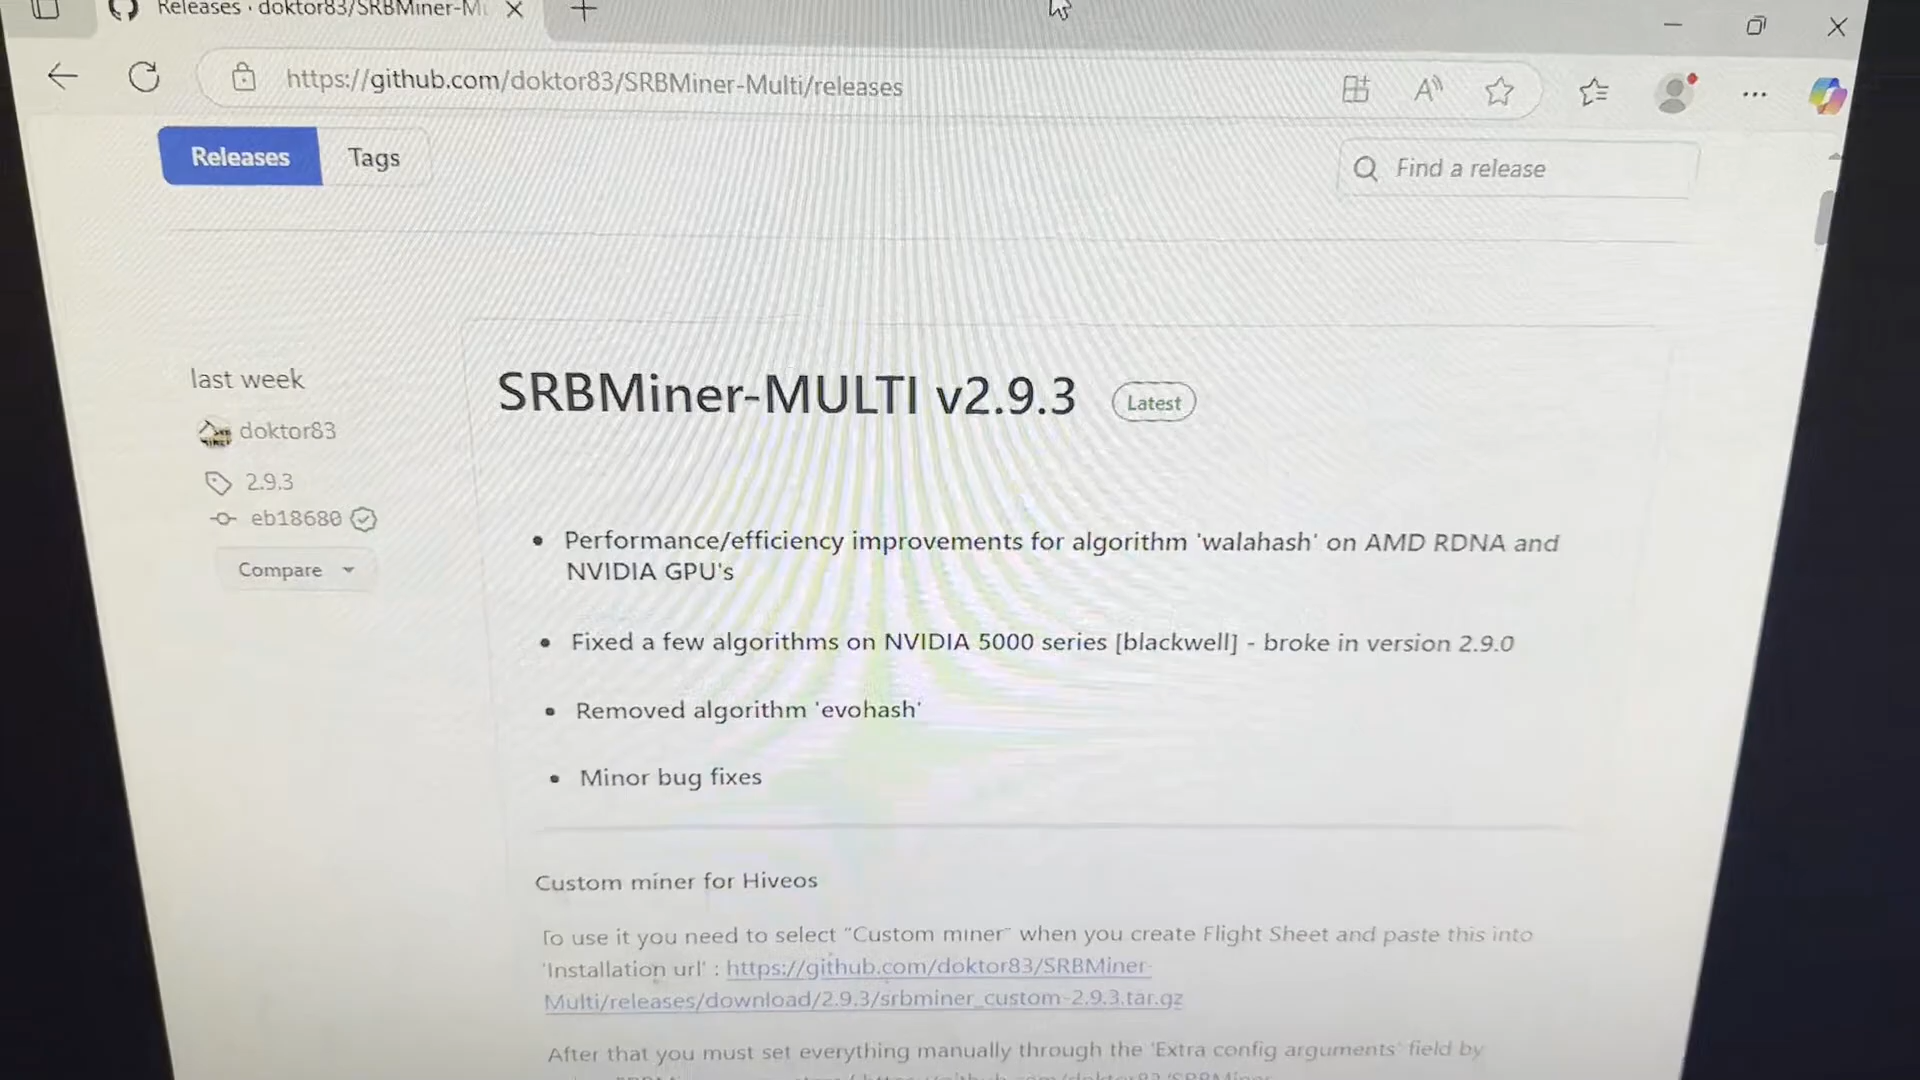 Releases · doktor83/SRBMiner-M
https://github.com/doktor83/SRBMiner-Multi/releases
Releases
Tags
Find a release
last week
doktor83
2.9.3
eb18680
Compare
SRBMiner-MULTI v2.9.3
Latest
• Performance/efficiency improvements for algorithm 'walahash' on AMD RDNA and
NVIDIA GPU's
• Fixed a few algorithms on NVIDIA 5000 series [blackwell] - broke in version 2.9.0
• Removed algorithm 'evohash'
• Minor bug fixes
Custom miner for Hiveos
To use it you need to select "Custom miner" when you create Flight Sheet and paste this into
'Installation url' : https://github.com/doktor83/SRBMiner-
Multi/releases/download/2.9.3/srbminer_custom-2.9.3.tar.gz
After that you must set everything manually through the 'Extra config arguments' field by